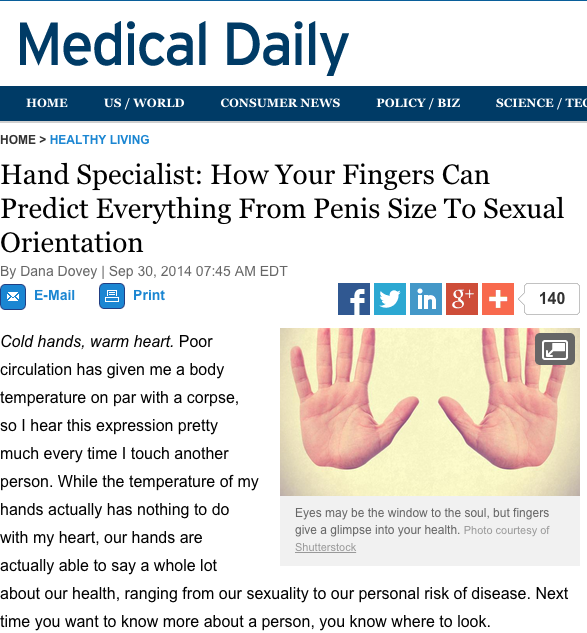 Medical Daily
HOME US / WORLD CONSUMER NEWS POLICY / BIZ SCIENCE / TEC
HOME > HEALTHY LIVING
Hand Specialist: How Your Fingers Can
Predict Everything From Penis Size To Sexual
Orientation
By Dana Dovey | Sep 30, 2014 07:45 AM EDT
E-Mail Print
f in g+ + 140
Cold hands, warm heart. Poor
circulation has given me a body
temperature on par with a corpse,
so I hear this expression pretty
much every time I touch another
person. While the temperature of my
hands actually has nothing to do
with my heart, our hands are
actually able to say a whole lot
Eyes may be the window to the soul, but fingers
give a glimpse into your health. Photo courtesy of
Shutterstock
about our health, ranging from our sexuality to our personal risk of disease. Next
time you want to know more about a person, you know where to look.